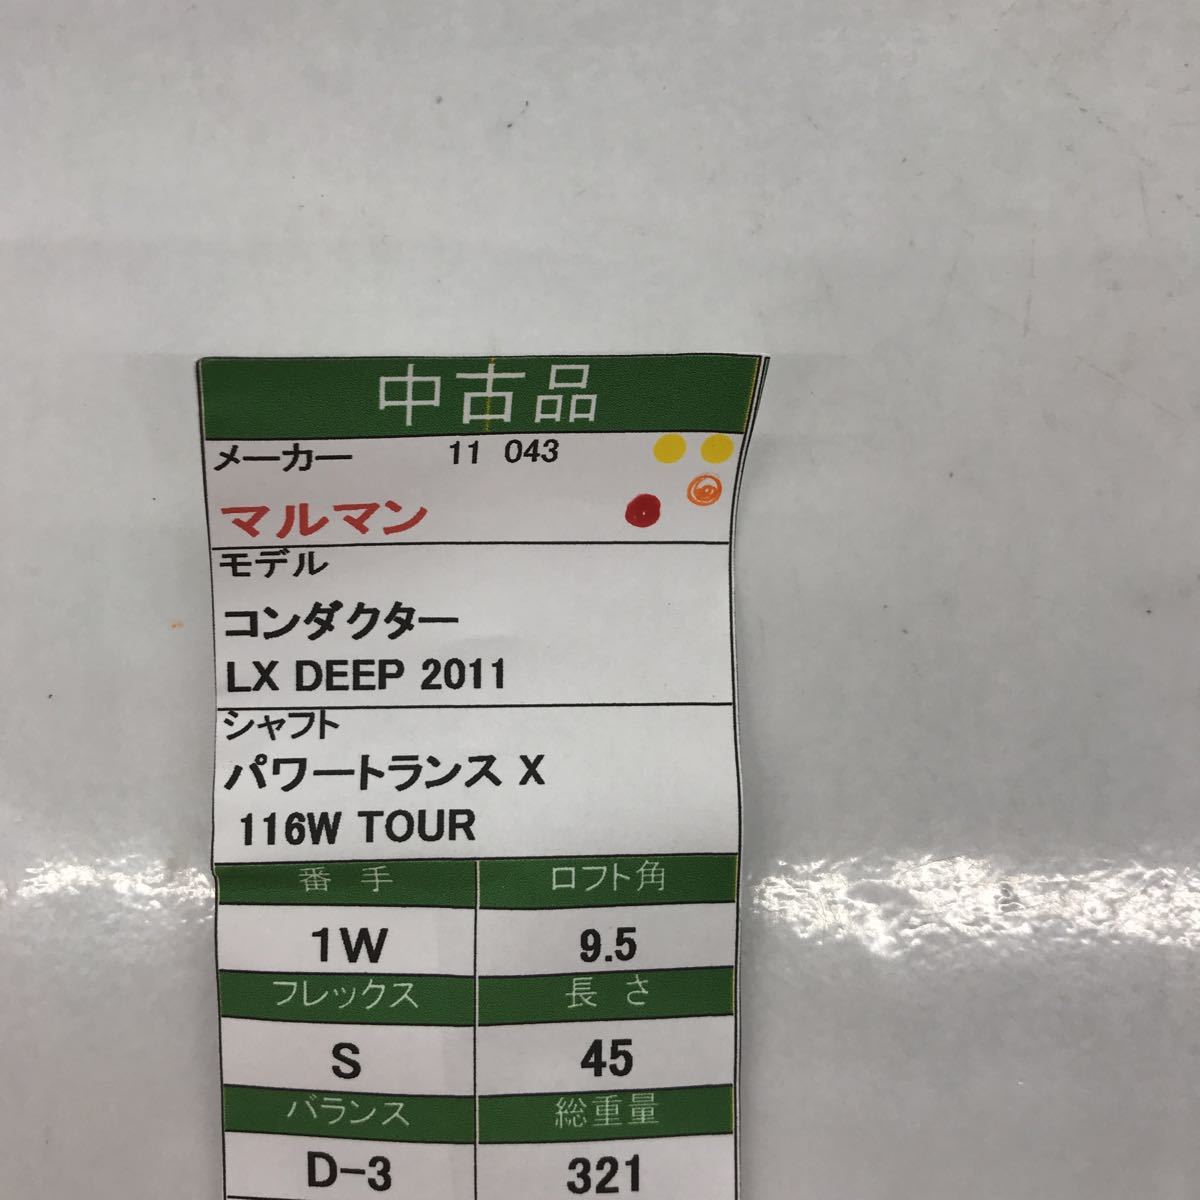 中古品
メーカー 11 043
マルマン
モデル
コンダクター
LX DEEP 2011
シャフト
パワートランス X
116W TOUR
番 手 ロフト角
1W 9.5
フレックス 長 さ
S 45
バランス 総重量
D-3 321